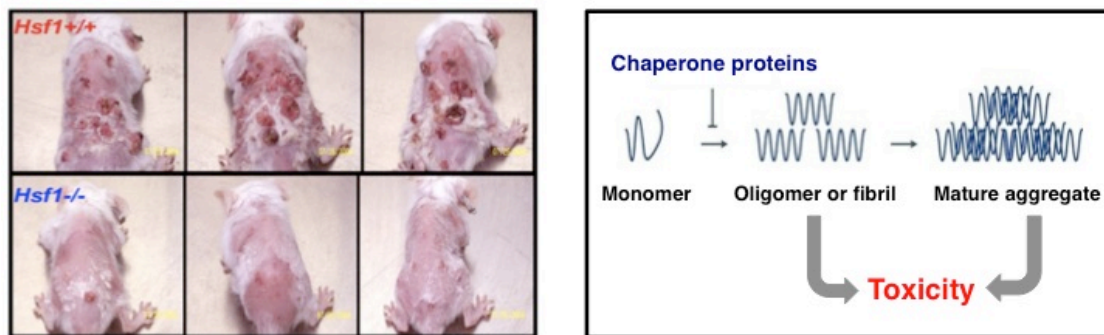 Hsf1+/+
Hsf1-/-
Chaperone proteins
Monomer
Oligomer or fibril
Mature aggregate
Toxicity